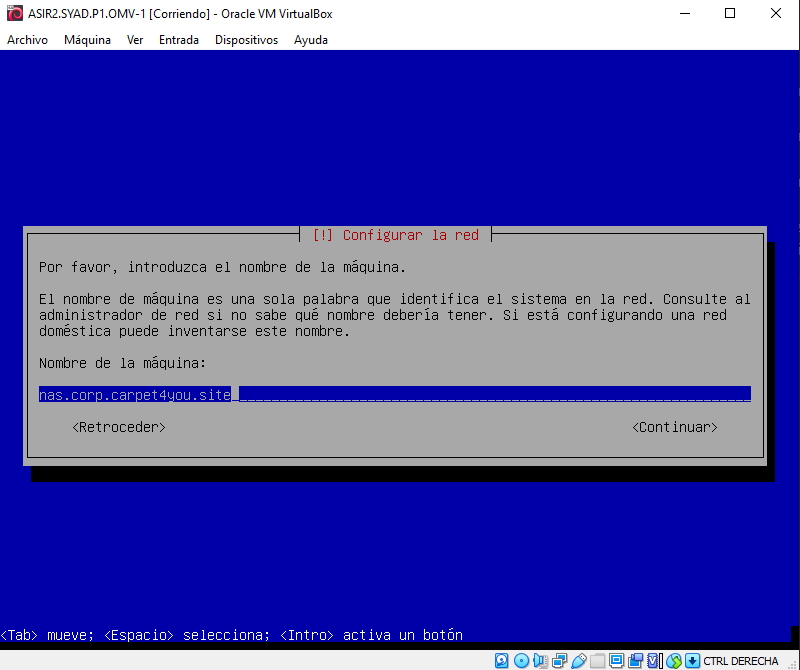 ASIR2.SYAD.P1.OMV-1 [Corriendo] - Oracle VM VirtualBox
Archivo Máquina Ver Entrada Dispositivos Ayuda
[!] Configurar la red
Por favor, introduzca el nombre de la máquina.
El nombre de máquina es una sola palabra que identifica el sistema en la red. Consulte al
administrador de red si no sabe qué nombre debería tener. Si está configurando una red
doméstica puede inventarse este nombre.
Nombre de la máquina:
nas.corp.carpet4you.site
<Retroceder> <Continuar>
<Tab> mueve; <Espacio> selecciona; <Intro> activa un botón
CTRL DERECHA